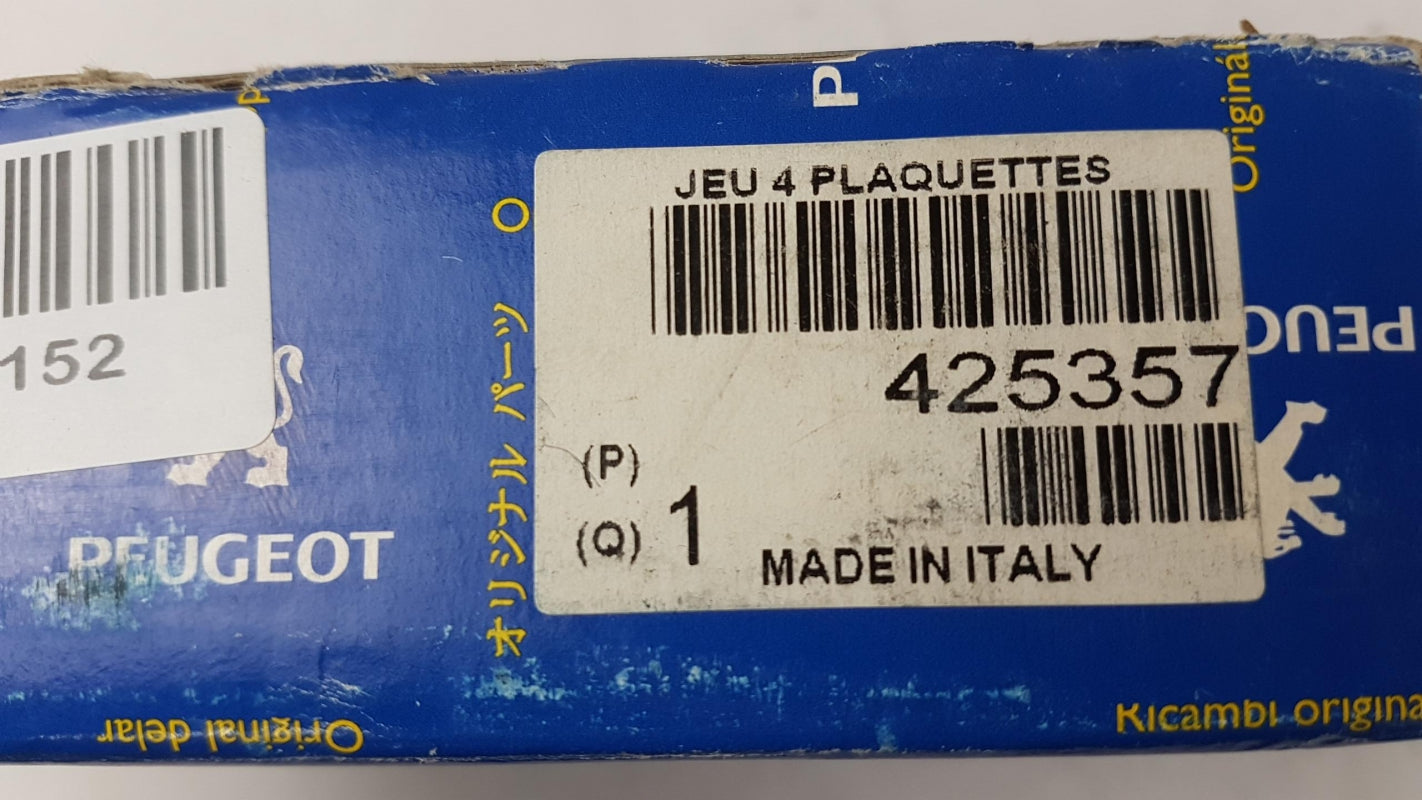 152
PEUGEOT
Original delar
オリジナル パーツ
O
P
JEU 4 PLAQUETTES
425357
(P)
(Q) 1
MADE IN ITALY
Originál
PEUG
Ricambi origina